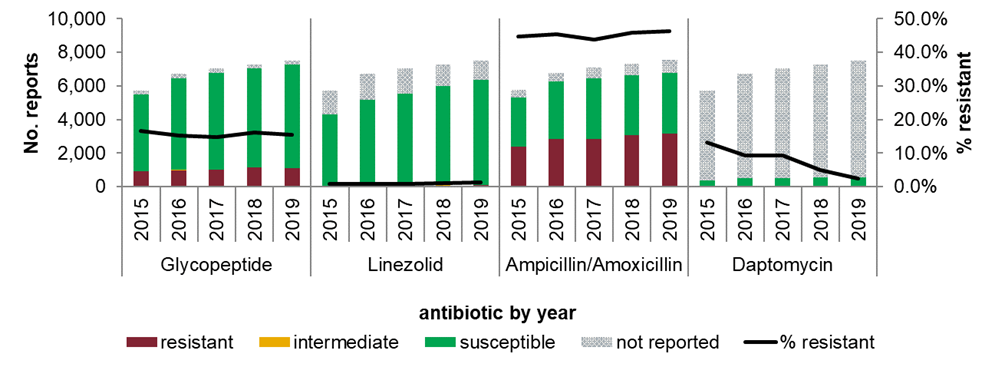 10,000
8,000
6,000
4,000
2,000
0
No. reports
50.0%
40.0%
30.0%
20.0%
10.0%
0.0%
% resistant
2015 2016 2017 2018 2019 2015 2016 2017 2018 2019 2015 2016 2017 2018 2019 2015 2016 2017 2018 2019
Glycopeptide Linezolid Ampicillin/Amoxicillin Daptomycin
antibiotic by year
resistant intermediate susceptible not reported % resistant